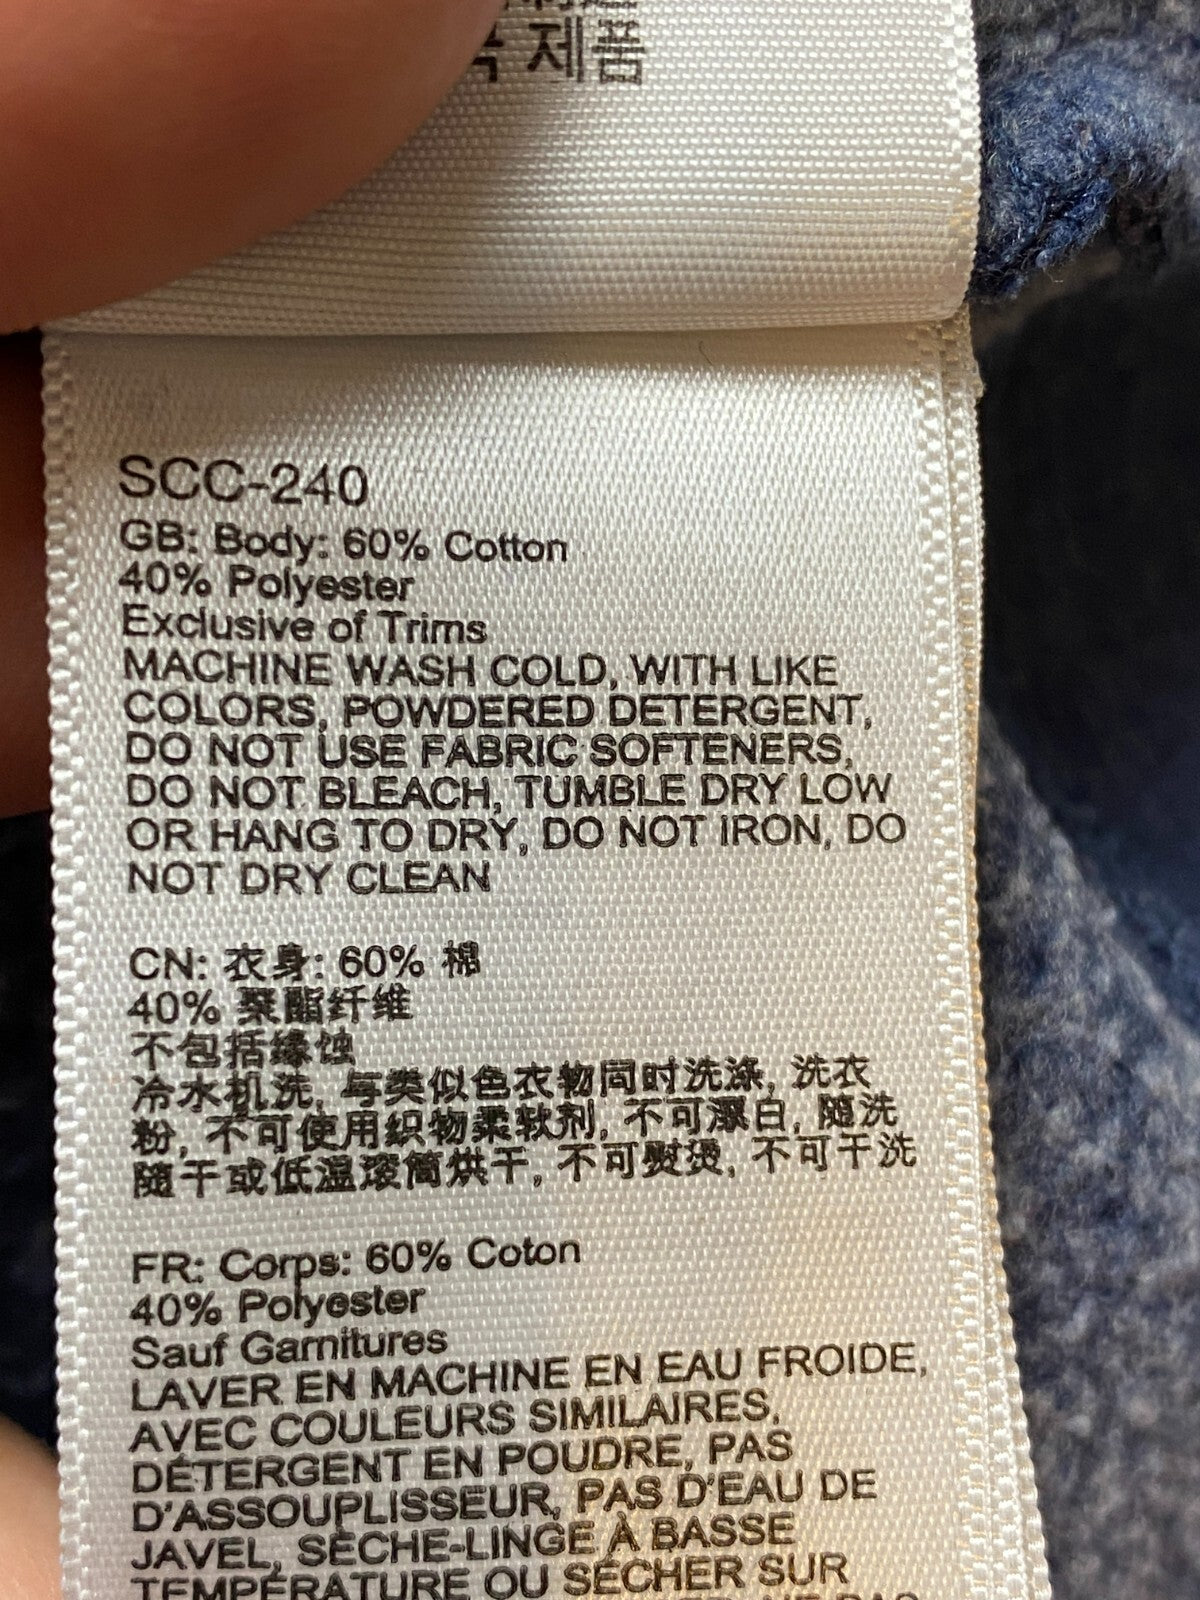 제품
SCC-240
GB: Body: 60% Cotton
40% Polyester
Exclusive of Trims
MACHINE WASH COLD, WITH LIKE
COLORS, POWDERED DETERGENT,
DO NOT USE FABRIC SOFTENERS,
DO NOT BLEACH, TUMBLE DRY LOW
OR HANG TO DRY, DO NOT IRON, DO
NOT DRY CLEAN
CN: 衣身: 60% 棉
40% 聚酯纤维
不包括缘蚀
冷水机洗, 与类似色衣物同时洗涤, 洗衣
粉, 不可使用织物柔软剂, 不可漂白, 随洗
随干或低温滚筒烘干, 不可熨烫, 不可干洗
FR: Corps: 60% Coton
40% Polyester
Sauf Garnitures
LAVER EN MACHINE EN EAU FROIDE,
AVEC COULEURS SIMILAIRES,
DÉTERGENT EN POUDRE, PAS
D'ASSOUPLISSEUR, PAS D'EAU DE
JAVEL, SÈCHE-LINGE À BASSE
TEMPÉRATURE OU SÉCHER SUR